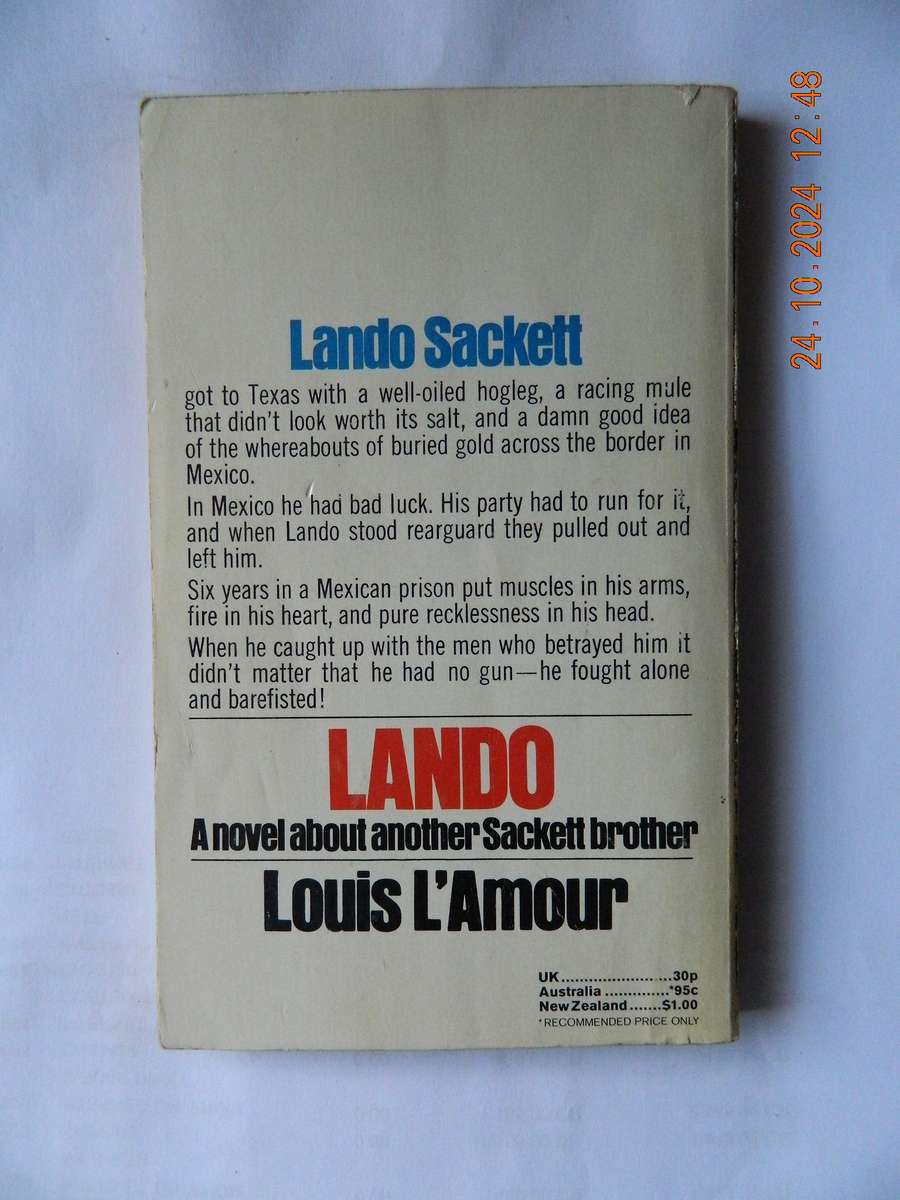 Lando Sackett
got to Texas with a well-oiled hogleg, a racing mule
that didn't look worth its salt, and a damn good idea
of the whereabouts of buried gold across the border in
Mexico.
In Mexico he had bad luck. His party had to run for it,
and when Lando stood rearguard they pulled out and
left him.
Six years in a Mexican prison put muscles in his arms,
fire in his heart, and pure recklessness in his head.
When he caught up with the men who betrayed him it
didn't matter that he had no gun—he fought alone
and barefisted!
LANDO
A novel about another Sackett brother
Louis L'Amour
UK........................30p
Australia ..............*95c
New Zealand.......$1.00
*RECOMMENDED PRICE ONLY
24.10.2024 12:48